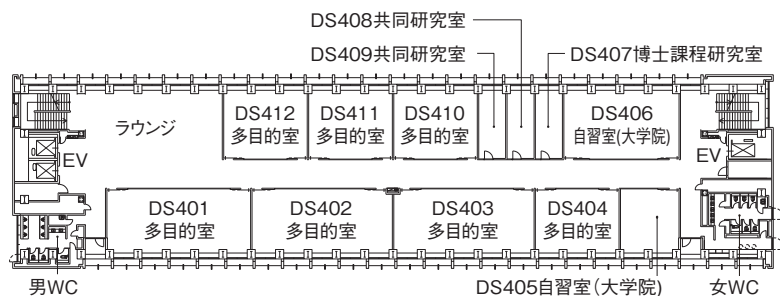 DS408共同研究室
DS409共同研究室
DS407博士課程研究室
ラウンジ
DS412
多目的室
DS411
多目的室
DS410
多目的室
DS406
自習室(大学院)
EV
EV
DS401
多目的室
DS402
多目的室
DS403
多目的室
DS404
多目的室
男WC
DS405自習室(大学院)
女WC